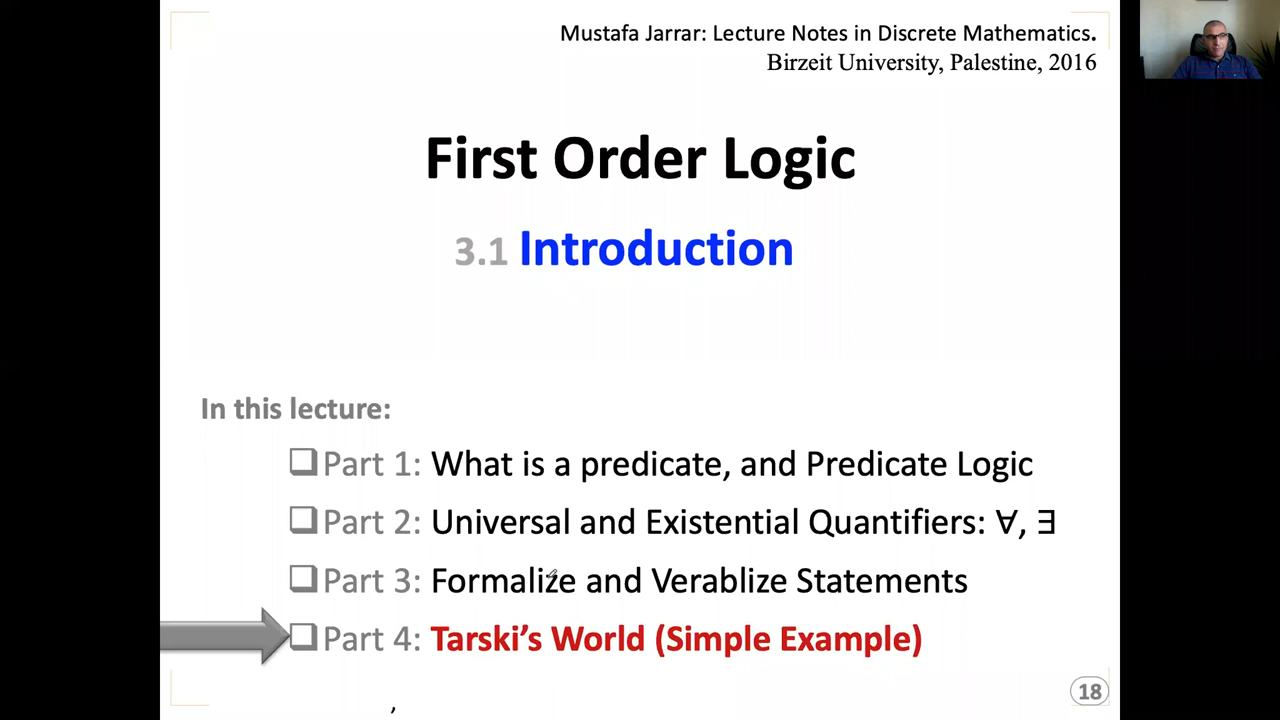 Mustafa Jarrar: Lecture Notes in Discrete Mathematics.
Birzeit University, Palestine, 2016
First Order Logic
3.1 Introduction
In this lecture:
Part 1: What is a predicate, and Predicate Logic
Part 2: Universal and Existential Quantifiers: ∀, ∃
Part 3: Formalize and Verablize Statements
Part 4: Tarski’s World (Simple Example)
,
18